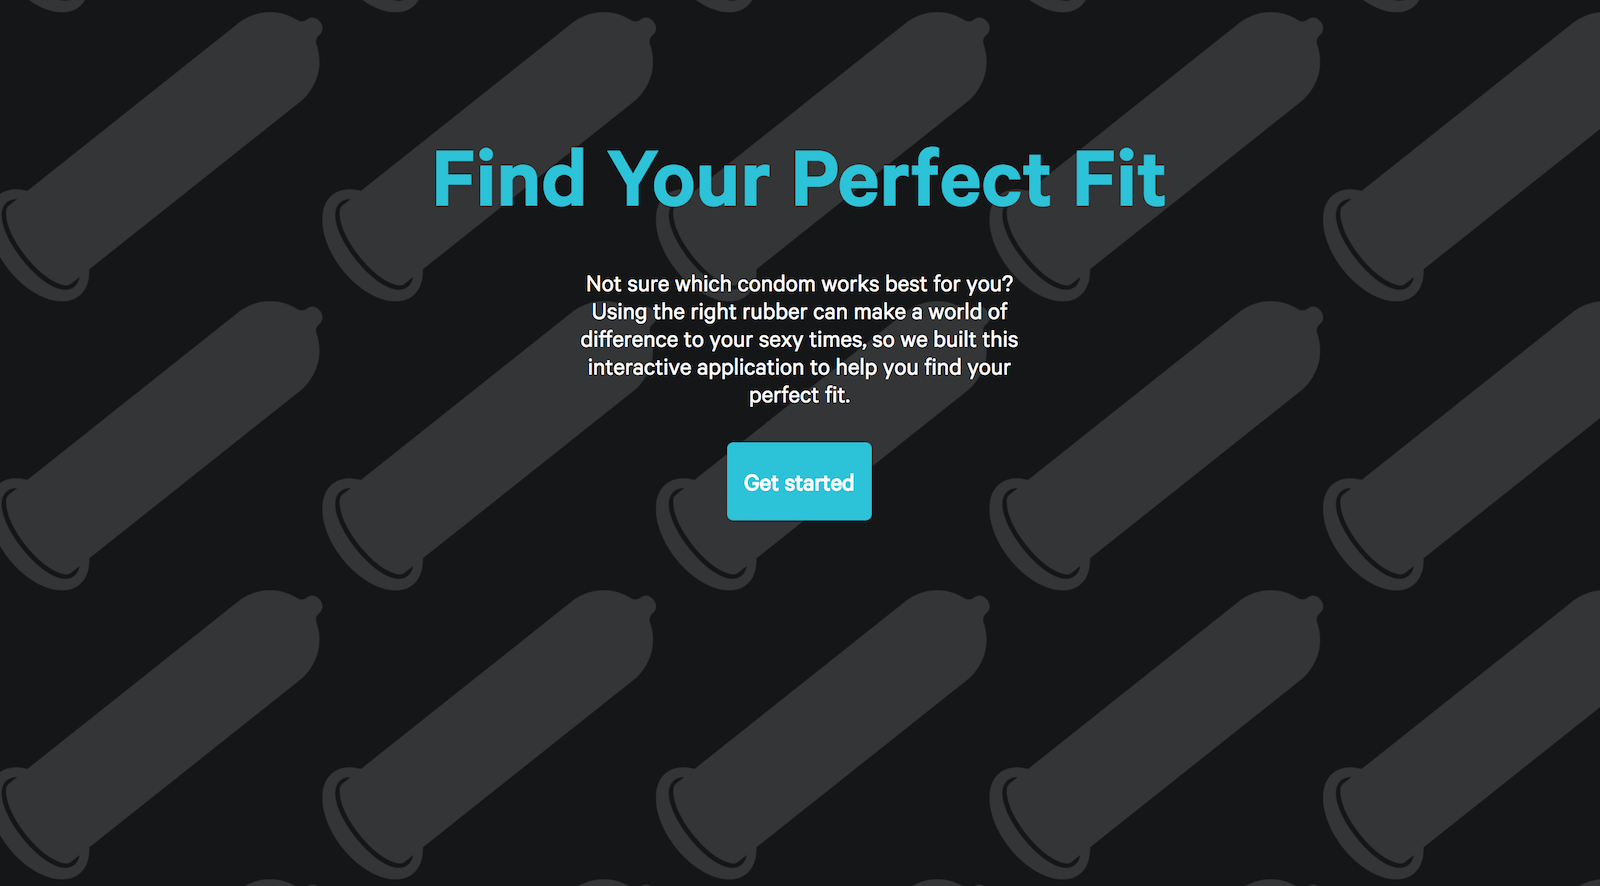 Find Your Perfect Fit
Not sure which condom works best for you?
Using the right rubber can make a world of
difference to your sexy times, so we built this
interactive application to help you find your
perfect fit.
Get started